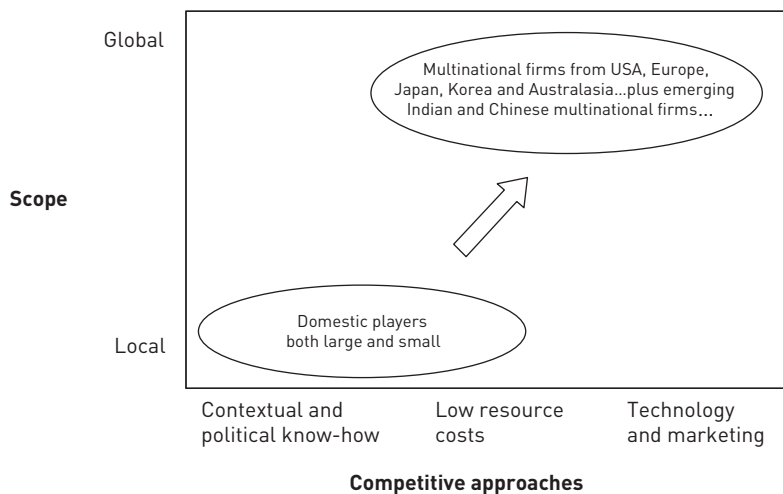 Global
Multinational firms from USA, Europe,
Japan, Korea and Australasia...plus emerging
Indian and Chinese multinational firms...
Scope
Domestic players
both large and small
Local
Contextual and
political know-how
Low resource
costs
Technology
and marketing
Competitive approaches